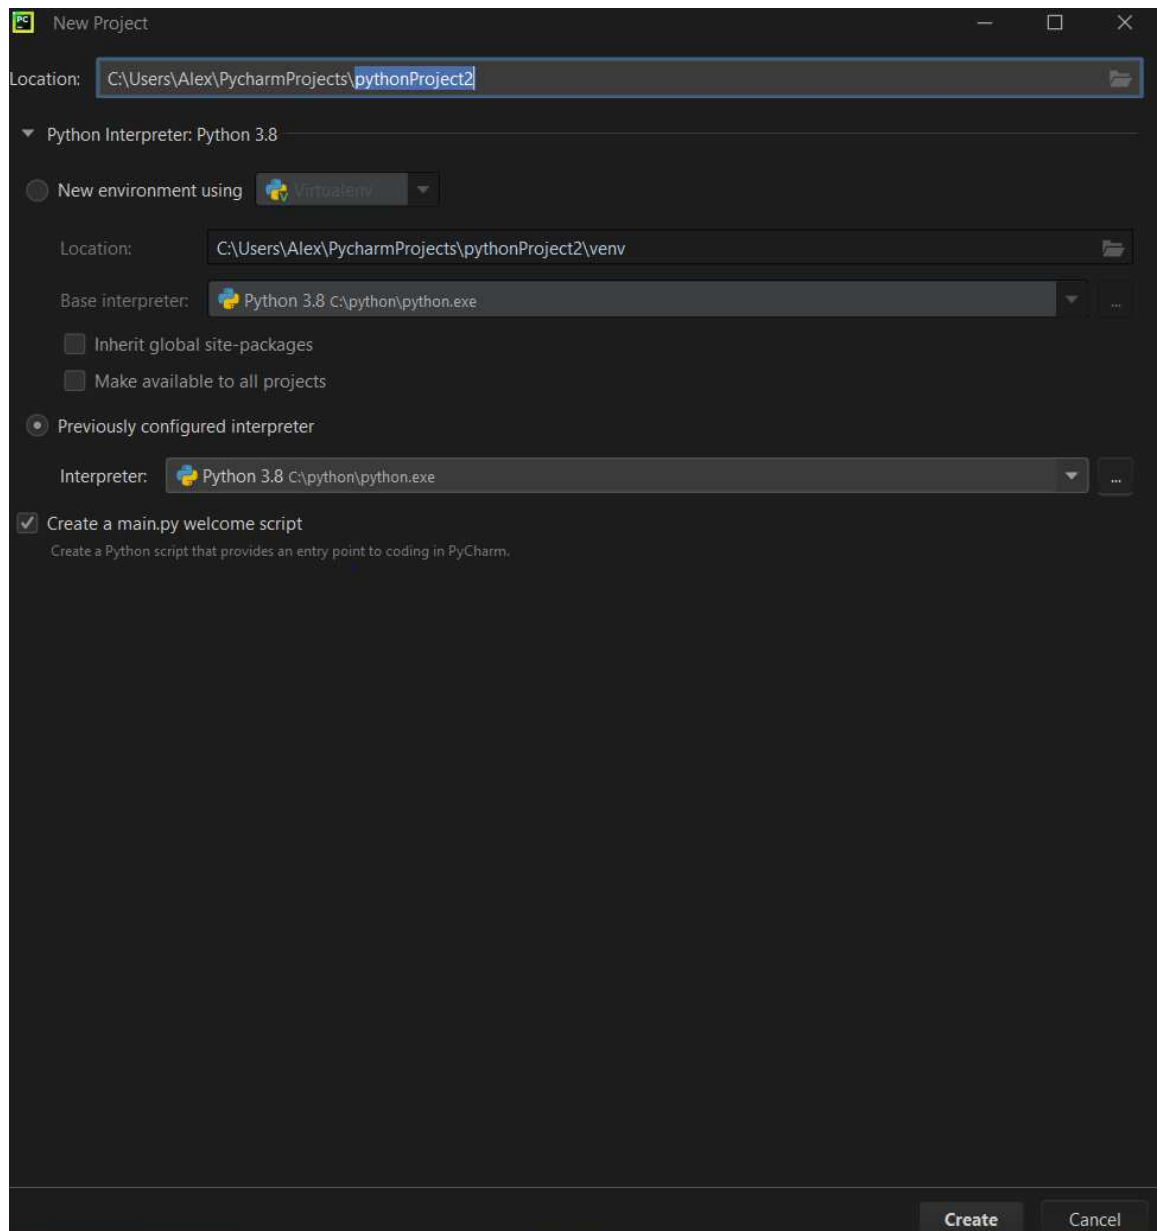 PC New Project
Location: C:\Users\Alex\PycharmProjects\pythonProject2
Python Interpreter: Python 3.8
New environment using Virtualenv
Location: C:\Users\Alex\PycharmProjects\pythonProject2\venv
Base interpreter: Python 3.8 C:\python\python.exe ...
Inherit global site-packages
Make available to all projects
Previously configured interpreter
Interpreter: Python 3.8 C:\python\python.exe ...
Create a main.py welcome script
Create a Python script that provides an entry point to coding in PyCharm.
Create Cancel